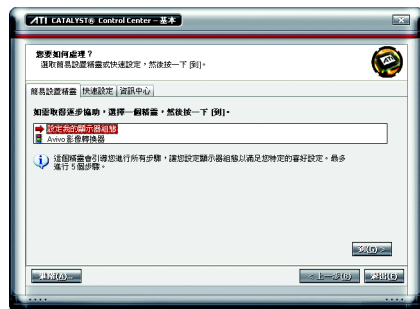 ATI CATALYST® Control Center – 基本
您要如何處理？
選取簡易設置精靈或快速設定，然後按一下 [到]。
簡易設置精靈 快速設定 資訊中心
如需取得逐步協助，選擇一個精靈，然後按一下 [到]。
設定我的顯示器組態
Avivo 影像轉換器
這個精靈會引導您進行所有步驟，讓您設定顯示器組態以滿足您特定的喜好設定。最多
進行 5 個步驟。
到(G) >
進階(A)... < 上一步(B) 關閉(E)